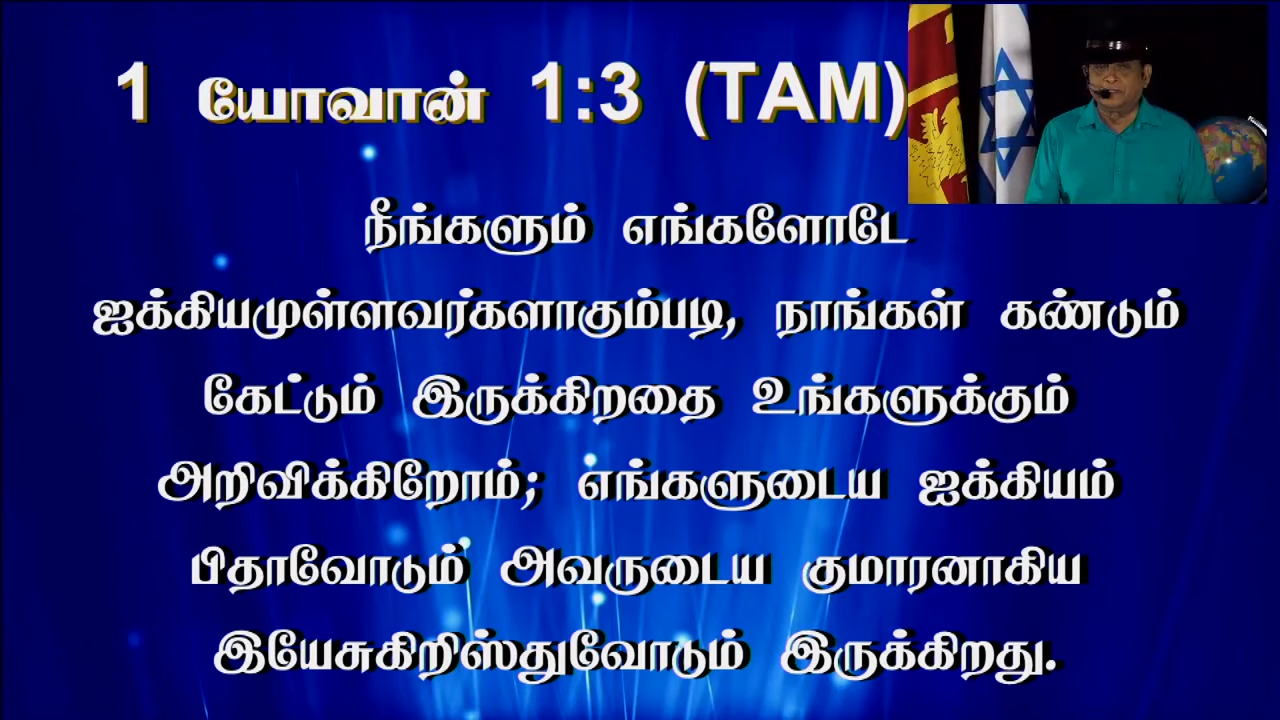 1 யோவான் 1:3 (TAM)
நீங்களும் எங்களோடே
ஐக்கியமுள்ளவர்களாகும்படி, நாங்கள் கண்டும்
கேட்டும் இருக்கிறதை உங்களுக்கும்
அறிவிக்கிறோம்; எங்களுடைய ஐக்கியம்
பிதாவோடும் அவருடைய குமாரனாகிய
இயேசுகிறிஸ்துவோடும் இருக்கிறது.